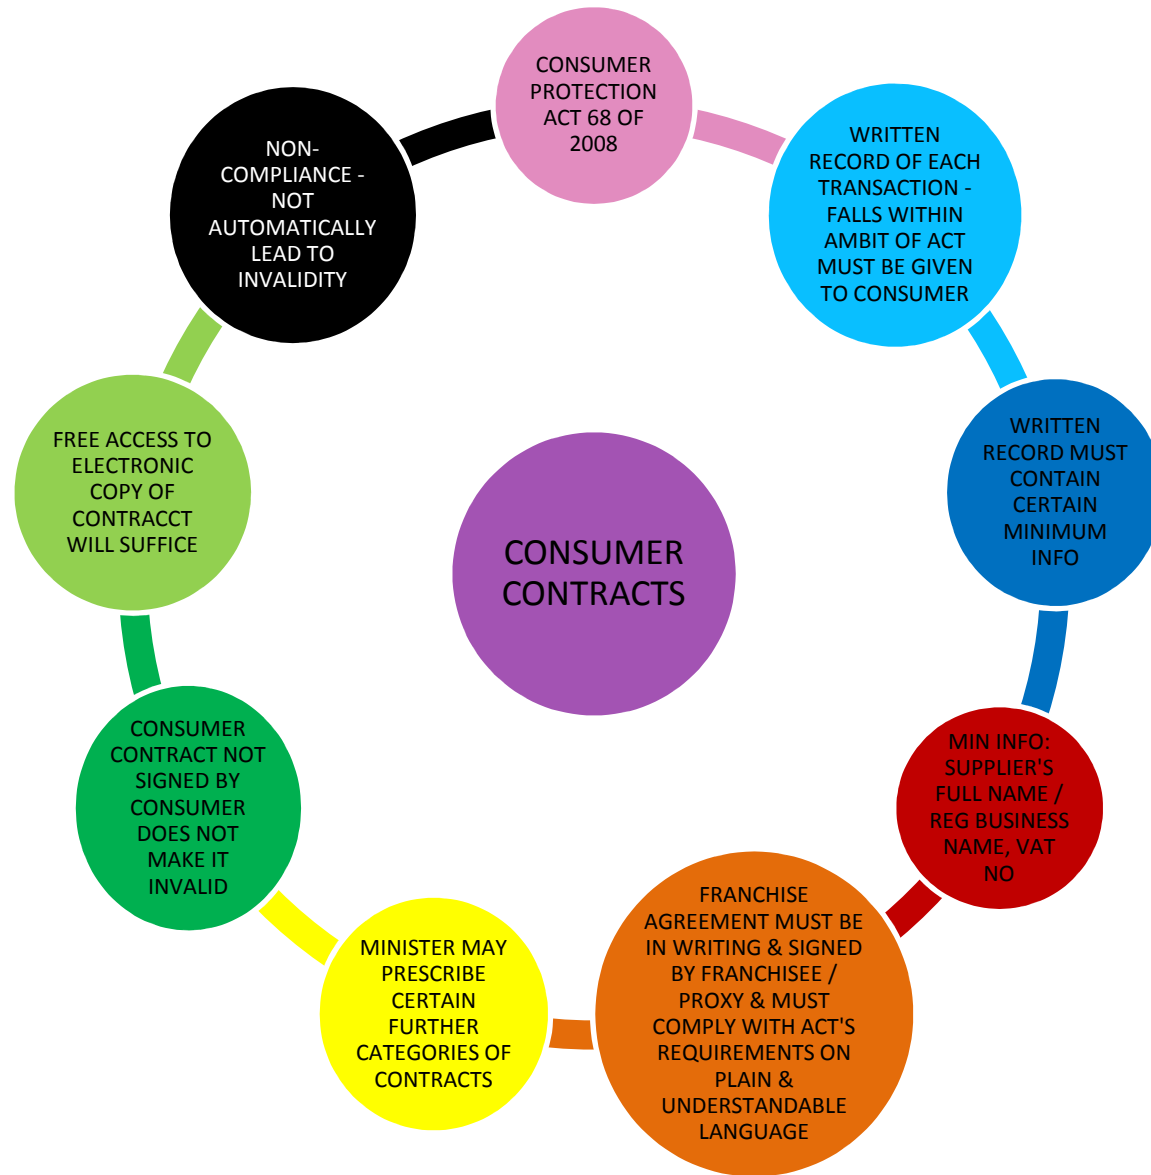 CONSUMER
PROTECTION
ACT 68 OF
2008
WRITTEN
RECORD OF EACH
TRANSACTION -
FALLS WITHIN
AMBIT OF ACT
MUST BE GIVEN
TO CONSUMER
WRITTEN
RECORD MUST
CONTAIN
CERTAIN
MINIMUM
INFO
MIN INFO:
SUPPLIER'S
FULL NAME /
REG BUSINESS
NAME, VAT
NO
FRANCHISE
AGREEMENT MUST BE
IN WRITING & SIGNED
BY FRANCHISEE /
PROXY & MUST
COMPLY WITH ACT'S
REQUIREMENTS ON
PLAIN &
UNDERSTANDABLE
LANGUAGE
MINISTER MAY
PRESCRIBE
CERTAIN
FURTHER
CATEGORIES OF
CONTRACTS
CONSUMER
CONTRACT NOT
SIGNED BY
CONSUMER
DOES NOT
MAKE IT
INVALID
FREE ACCESS TO
ELECTRONIC
COPY OF
CONTRACCT
WILL SUFFICE
NON-
COMPLIANCE -
NOT
AUTOMATICALLY
LEAD TO
INVALIDITY
CONSUMER
CONTRACTS